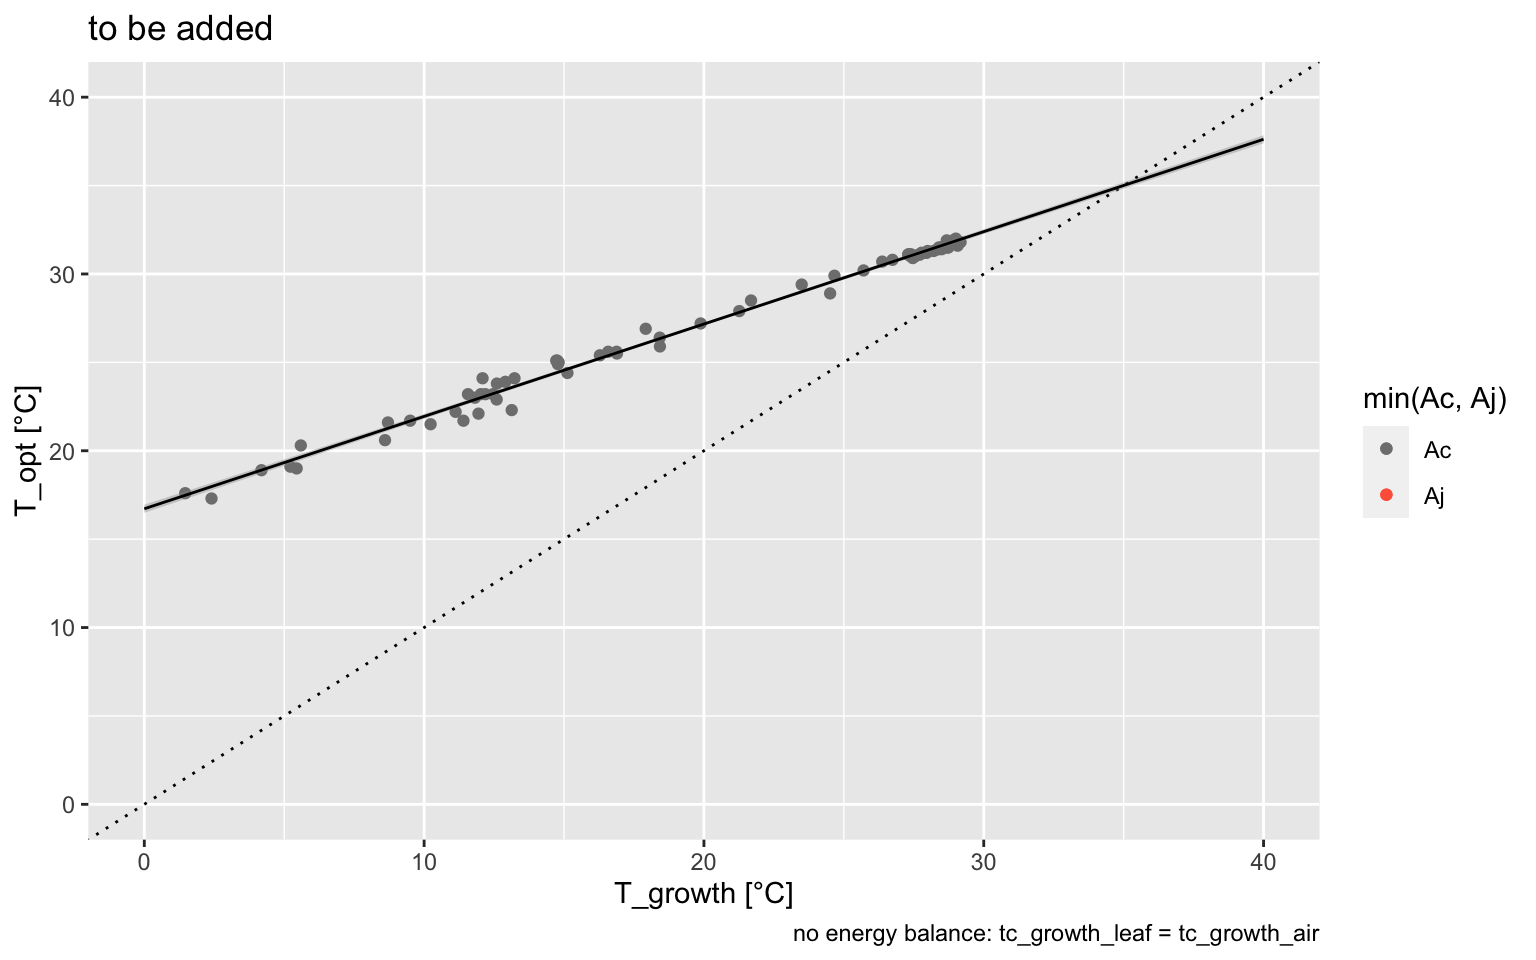 to be added
40
30
20
10
0
T_opt [°C]
0 10 20 30 40
T_growth [°C]
min(Ac, Aj)
Ac
Aj
no energy balance: tc_growth_leaf = tc_growth_air